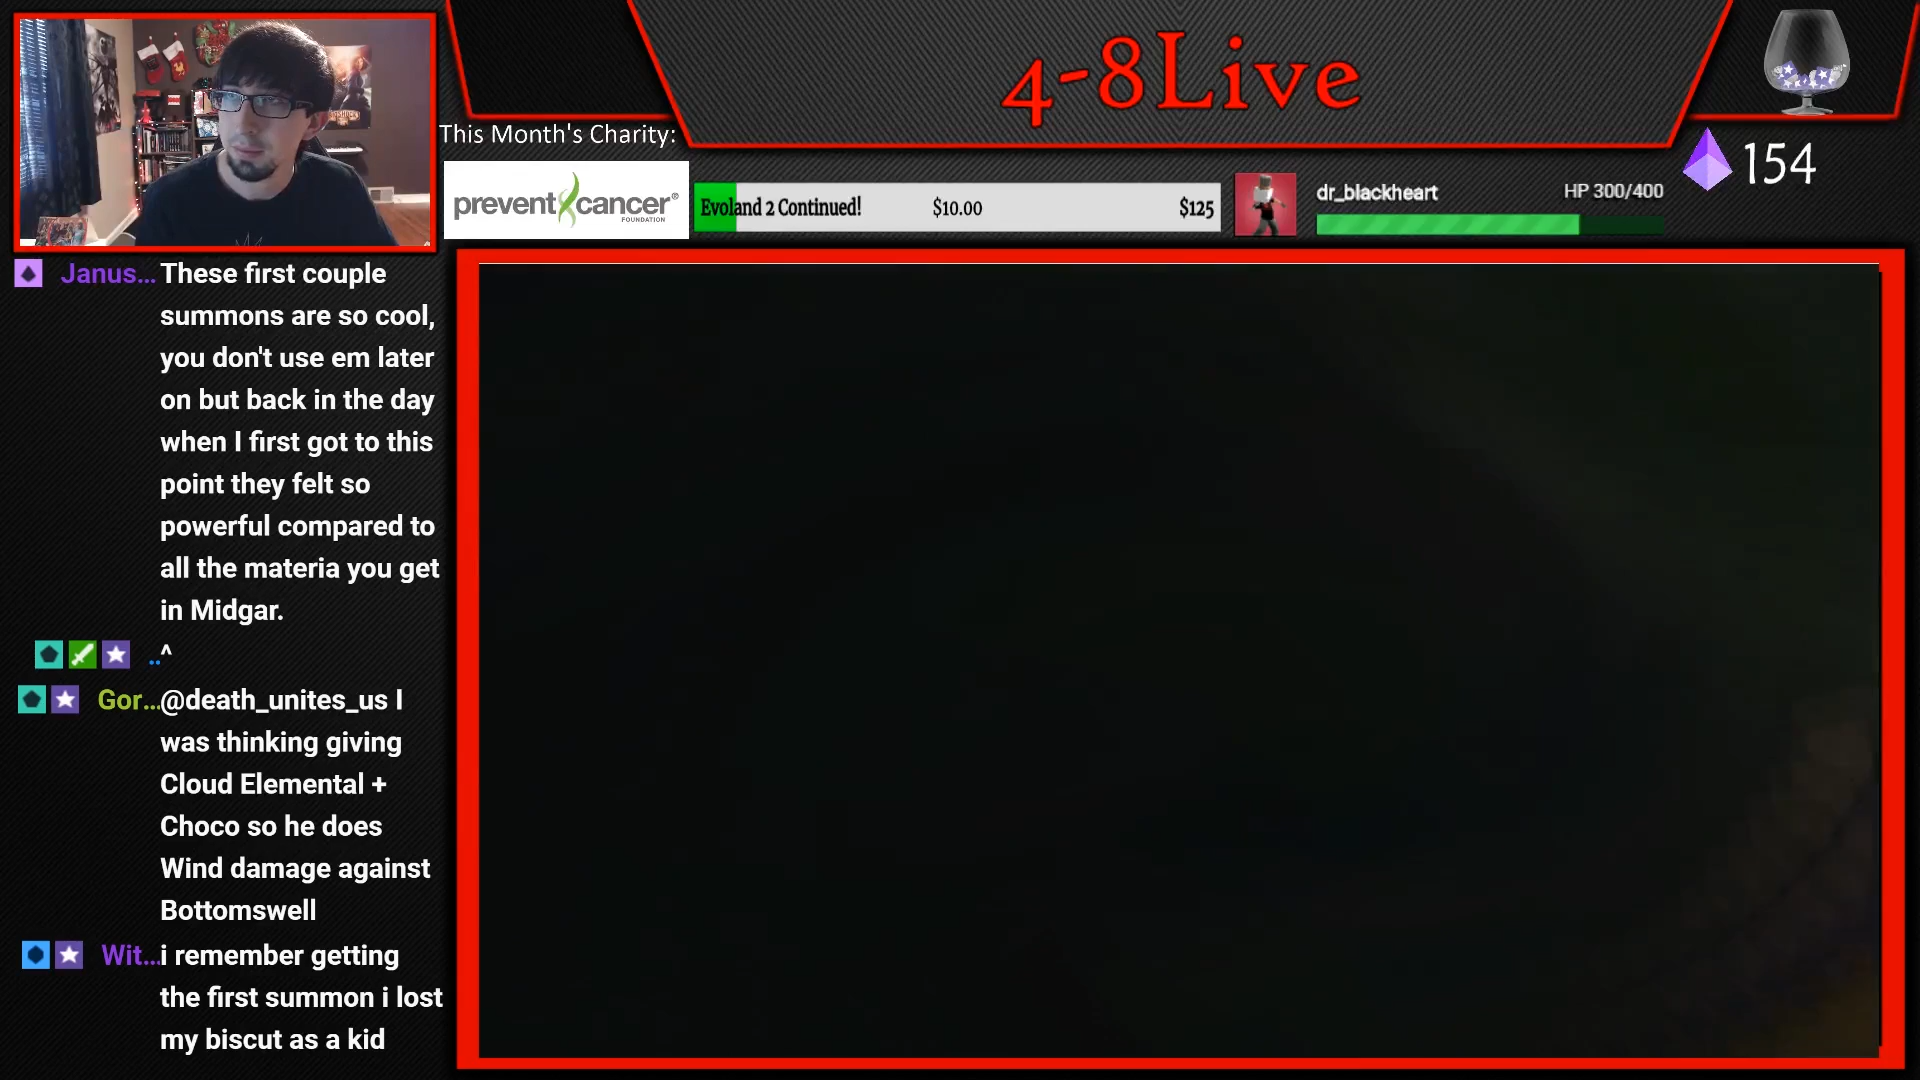 4-8Live
This Month's Charity:
prevent cancer®
FOUNDATION
Evoland 2 Continued! $10.00 $125
dr_blackheart HP 300/400
154
Janus... These first couple
summons are so cool,
you don't use em later
on but back in the day
when I first got to this
point they felt so
powerful compared to
all the materia you get
in Midgar.
.. ^
Gor... @death_unites_us I
was thinking giving
Cloud Elemental +
Choco so he does
Wind damage against
Bottomswell
Wit... i remember getting
the first summon i lost
my biscut as a kid